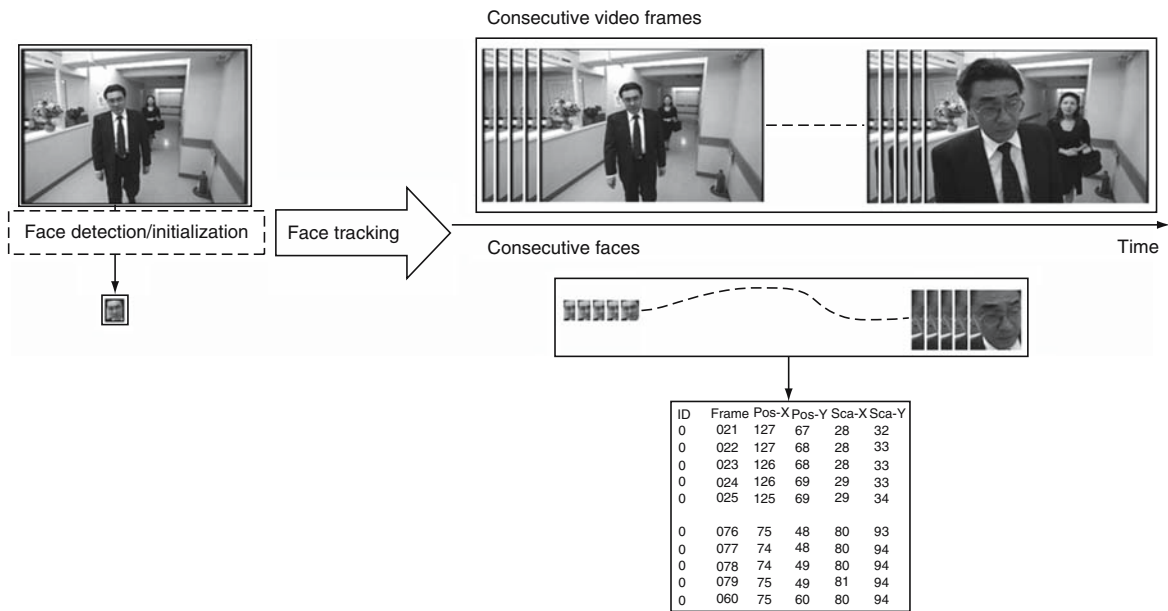 Consecutive video frames
Face detection/initialization
Face tracking
Consecutive faces
Time
ID Frame Pos-X Pos-Y Sca-X Sca-Y
0 021 127 67 28 32
0 022 127 68 28 33
0 023 126 68 28 33
0 024 126 69 29 33
0 025 125 69 29 34
0 076 75 48 80 93
0 077 74 48 80 94
0 078 74 49 80 94
0 079 75 49 81 94
0 060 75 60 80 94